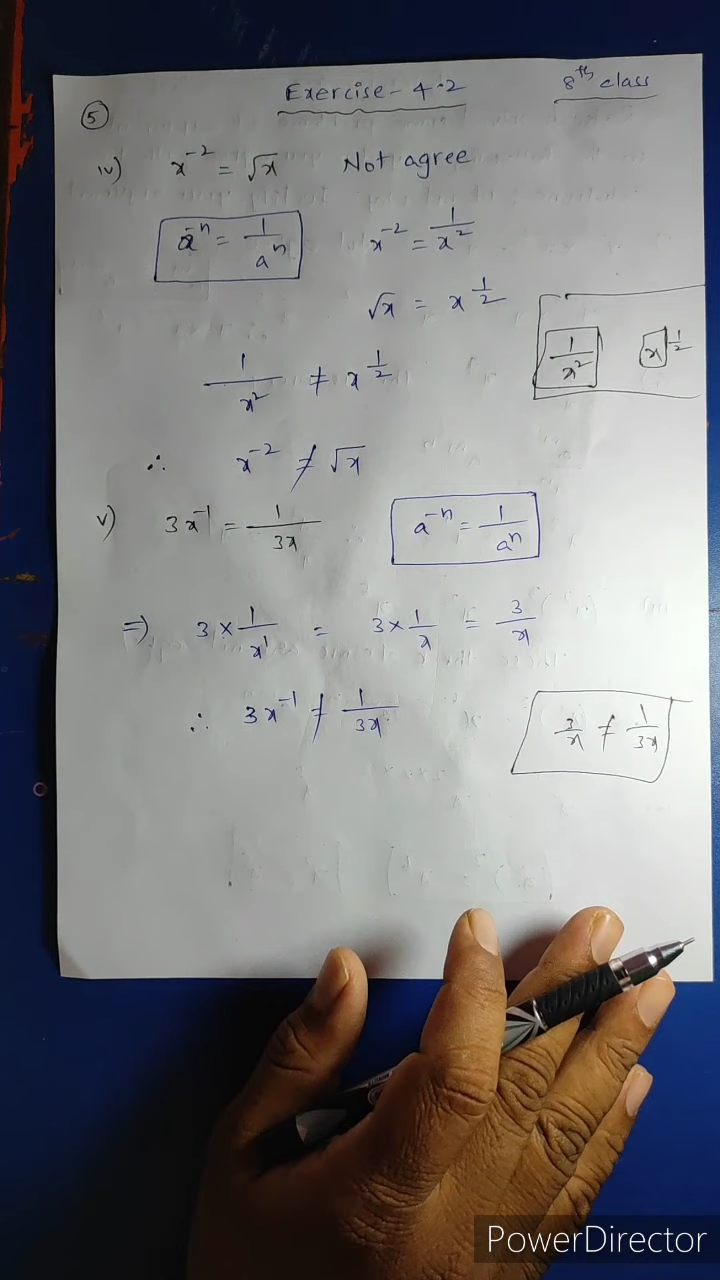 Exercise - 4.2 8th class
5
iv) x⁻² = √x Not agree
a⁻ⁿ = 1/aⁿ x⁻² = 1/x²
√x = x^(1/2)
1/x² x^(1/2)
1/x² ≠ x^(1/2)
∴ x⁻² ≠ √x
v) 3x⁻¹ = 1/3x a⁻ⁿ = 1/aⁿ
⇒) 3 × 1/x¹ = 3 × 1/x = 3/x
∴ 3x⁻¹ ≠ 1/3x
3/x ≠ 1/3x
PowerDirector